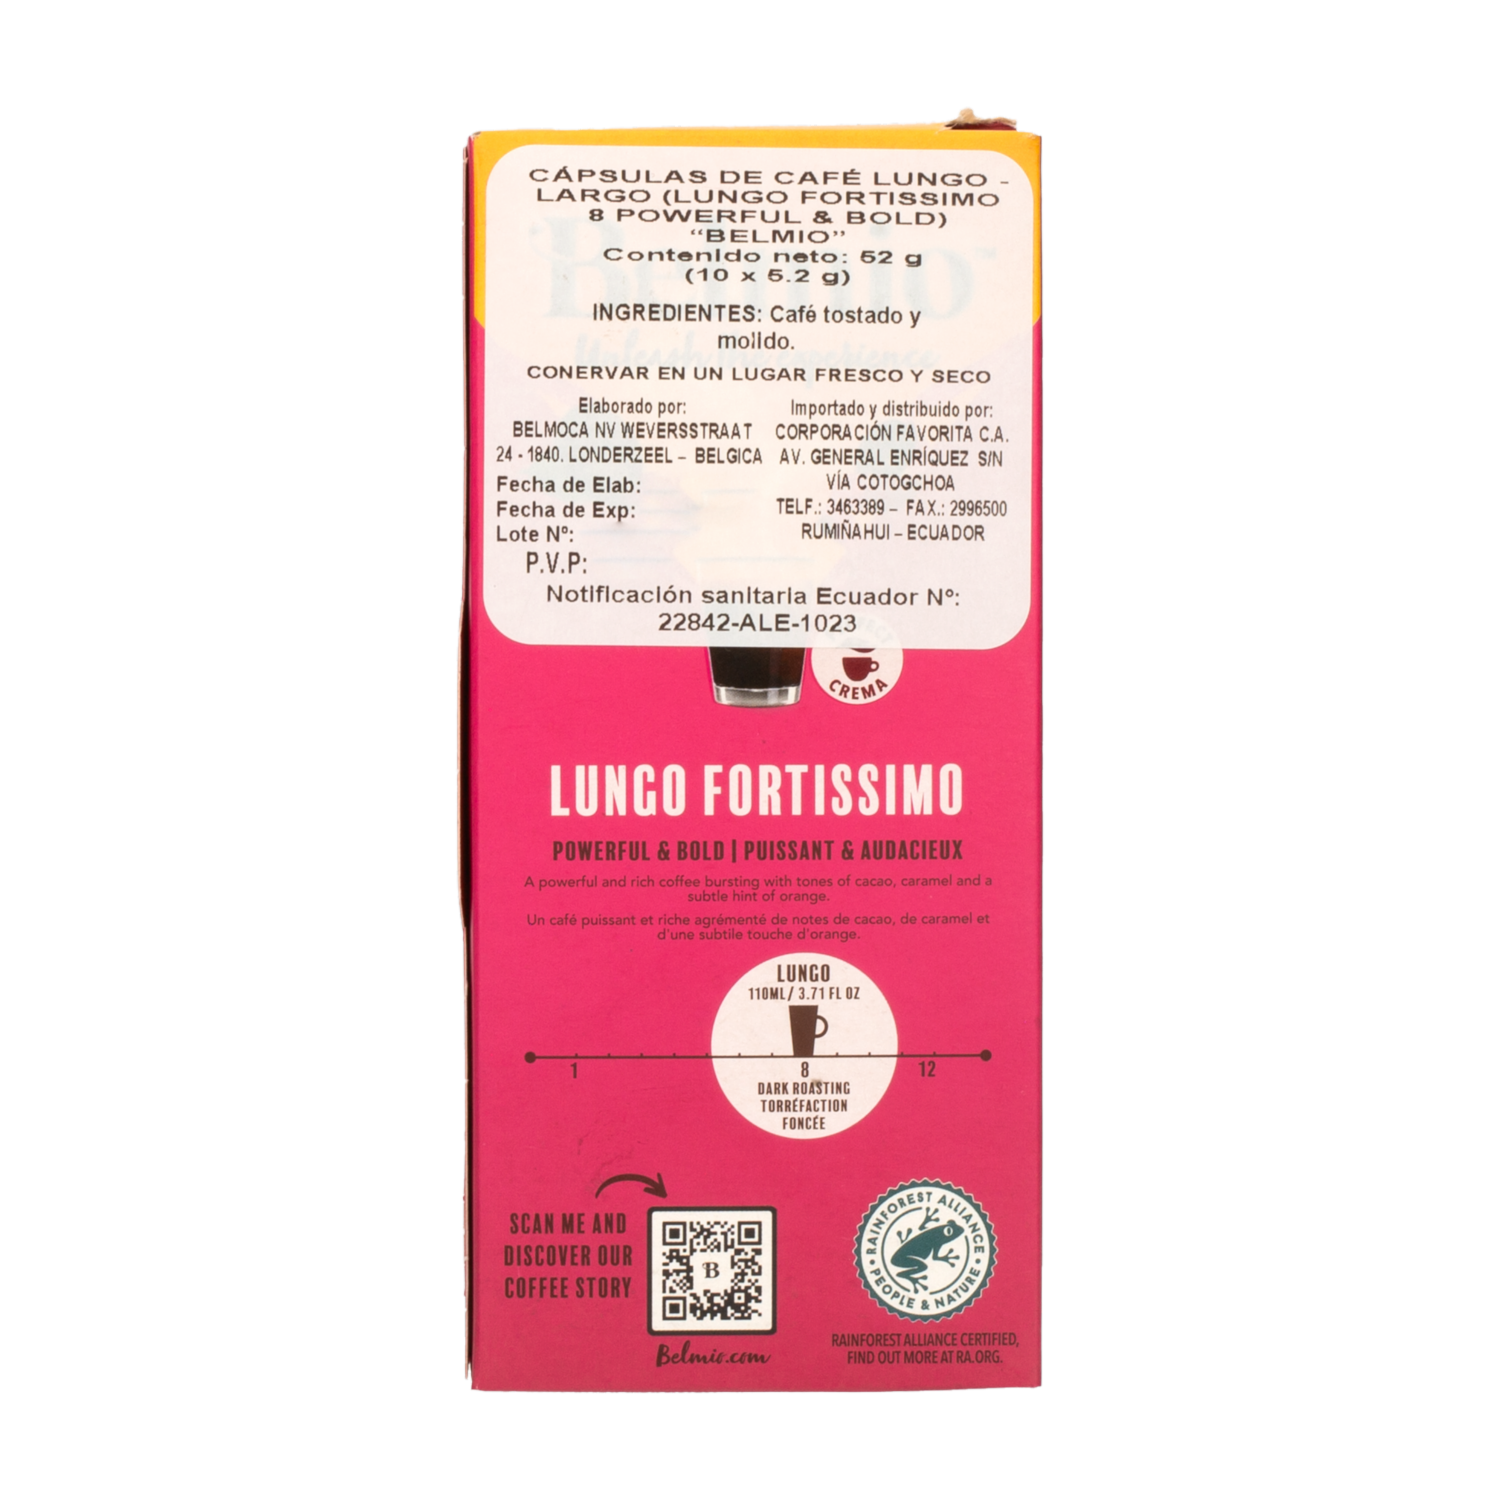 CÁPSULAS DE CAFÉ LUNGO -
LARGO (LUNGO FORTISSIMO
8 POWERFUL & BOLD)
“BELMIO”
Contenido neto: 52 g
(10 x 5.2 g)
INGREDIENTES: Café tostado y
molido.
CONERVAR EN UN LUGAR FRESCO Y SECO
Elaborado por:
BELMOCA NV WEVERSSTRAAT
24 - 1840. LONDERZEEL – BELGICA
Importado y distribuido por:
CORPORACIÓN FAVORITA C.A.
AV. GENERAL ENRÍQUEZ S/N
VÍA COTOGCHOA
TELF.: 3463389 – FAX.: 2996500
RUMIÑAHUI – ECUADOR
Fecha de Elab:
Fecha de Exp:
Lote Nº:
P.V.P:
Notificación sanitaria Ecuador Nº:
22842-ALE-1023
CREMA
LUNGO FORTISSIMO
POWERFUL & BOLD | PUISSANT & AUDACIEUX
A powerful and rich coffee bursting with tones of cacao, caramel and a
subtle hint of orange.
Un café puissant et riche agrémenté de notes de cacao, de caramel et
d'une subtile touche d'orange.
LUNGO
110ML / 3.71 FL OZ
1 8 12
DARK ROASTING
TORRÉFACTION
FONCÉE
SCAN ME AND
DISCOVER OUR
COFFEE STORY
B
Belmio.com
RAINFOREST ALLIANCE
PEOPLE & NATURE
RAINFOREST ALLIANCE CERTIFIED,
FIND OUT MORE AT RA.ORG.